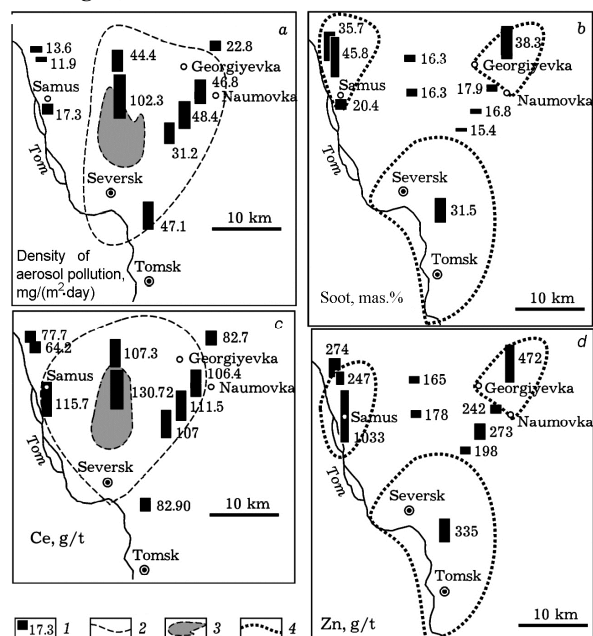 a
13.6
11.9
44.4
22.8
Georgiyevka
Samus
46.8
Naumovka
17.3
102.3
48.4
31.2
Tom
Seversk
47.1
10 km
Density of
aerosol pollution,
mg/(m²·day)
Tomsk
b
35.7
45.8
16.3
38.3
Georgiyevka
Samus
16.3
17.9
Naumovka
20.4
16.8
15.4
Tom
Seversk
31.5
Tomsk
Soot, mas.%
10 km
c
77.7
64.2
107.3
82.7
Georgiyevka
Samus
106.4
Naumovka
115.7
130.72
111.5
107
Tom
Seversk
82.90
10 km
Ce, g/t
Tomsk
d
274
247
165
472
Georgiyevka
Samus
178
242
Naumovka
1033
273
198
Tom
Seversk
335
Tomsk
Zn, g/t
10 km
17.3 1 2 3 4